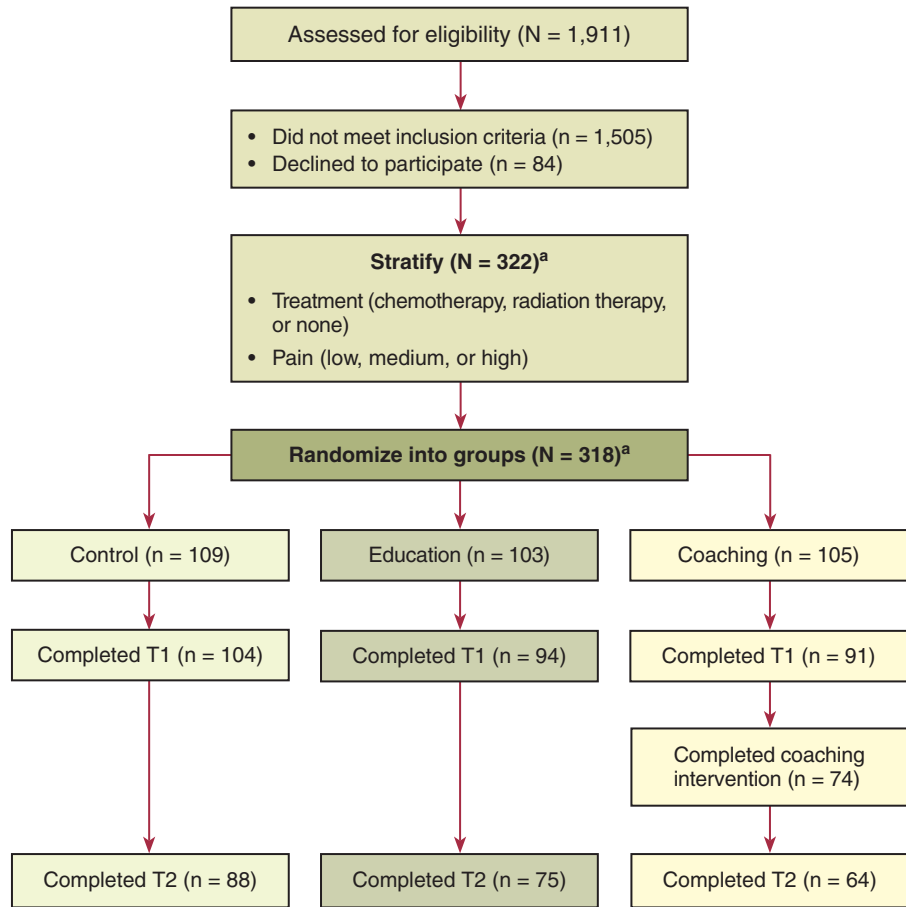 Assessed for eligibility (N = 1,911)
• Did not meet inclusion criteria (n = 1,505)
• Declined to participate (n = 84)
Stratify (N = 322)ᵃ
• Treatment (chemotherapy, radiation therapy,
or none)
• Pain (low, medium, or high)
Randomize into groups (N = 318)ᵃ
Control (n = 109)
Education (n = 103)
Coaching (n = 105)
Completed T1 (n = 104)
Completed T1 (n = 94)
Completed T1 (n = 91)
Completed coaching
intervention (n = 74)
Completed T2 (n = 88)
Completed T2 (n = 75)
Completed T2 (n = 64)